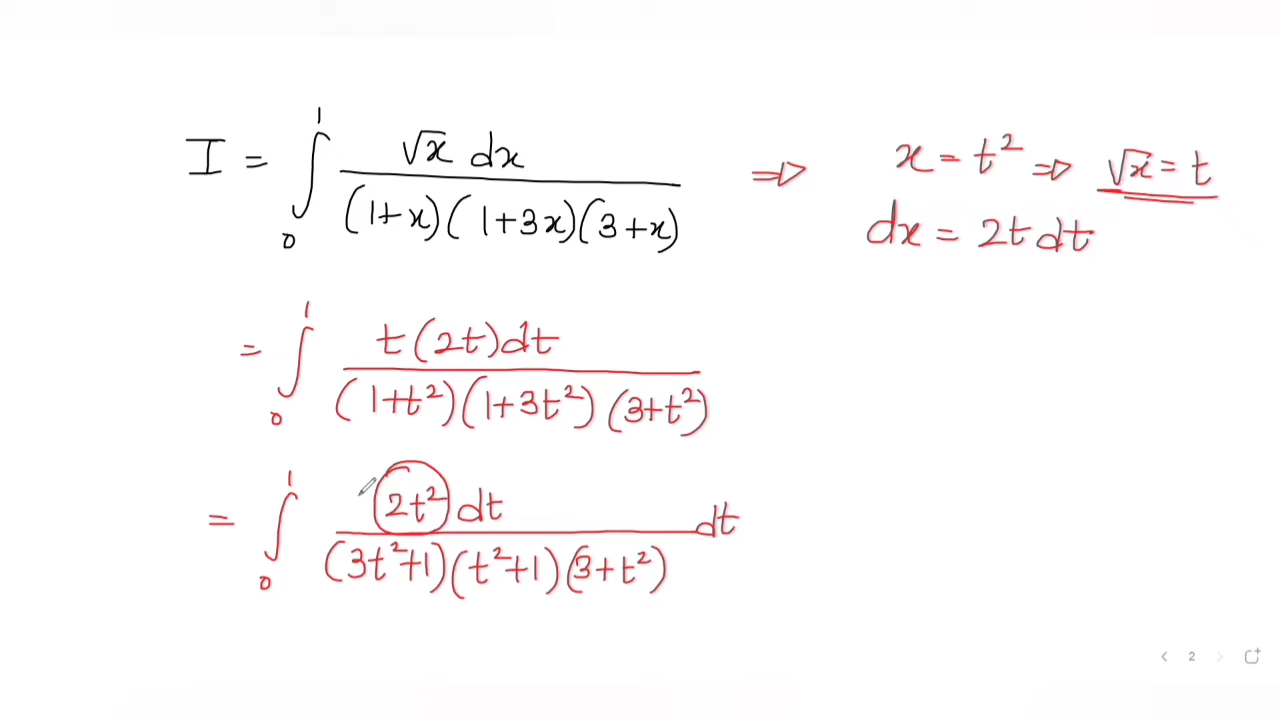 I = ∫₀¹ √x dx / (1+x)(1+3x)(3+x) ⇒ x = t² ⇒ √x = t
dx = 2t dt
= ∫₀¹ t(2t)dt / (1+t²)(1+3t²)(3+t²)
= ∫₀¹ 2t² dt / (3t²+1)(t²+1)(3+t²) dt
< 2 >